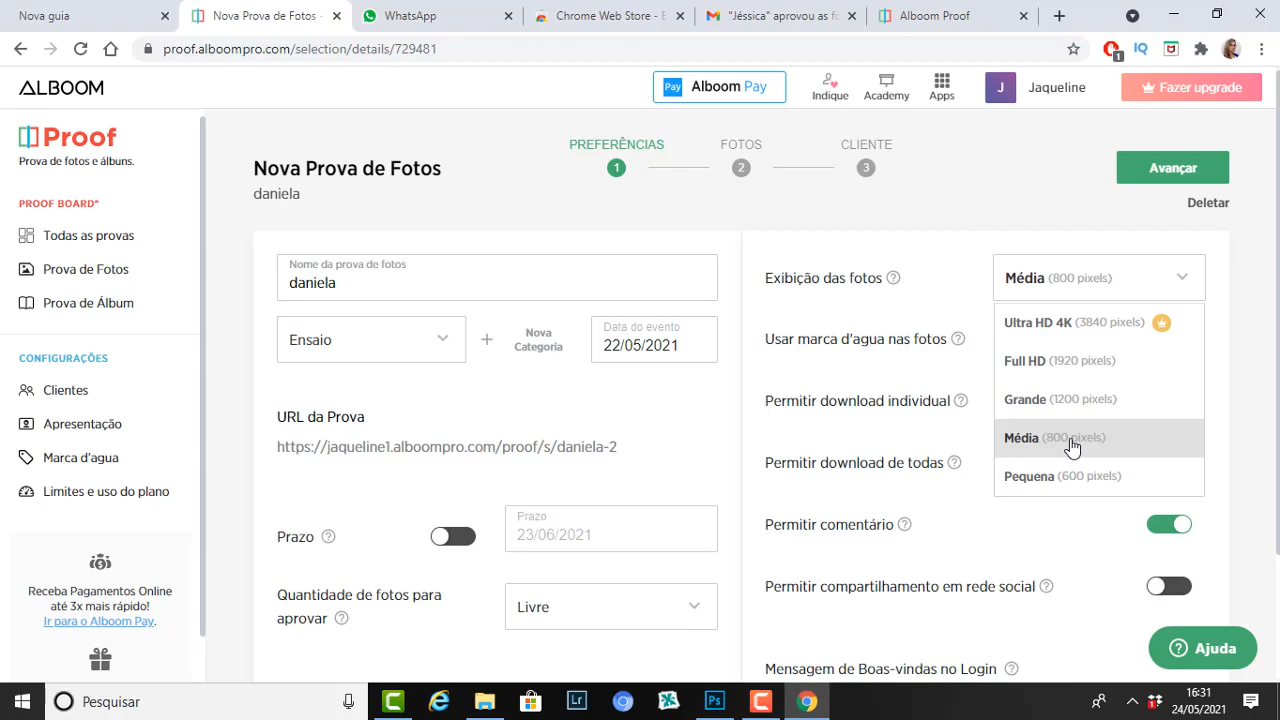 Nova guia
Nova Prova de Fotos -
WhatsApp
Chrome Web Store - E
"Jéssica" aprovou as fo
Alboom Proof
proof.alboompro.com/selection/details/729481
1
IQ
ALBOOM
Pay Alboom Pay
Indique
Academy
Apps
J
Jaqueline
Fazer upgrade
Proof
Prova de fotos e álbuns.
PROOF BOARD*
Todas as provas
Prova de Fotos
Prova de Álbum
CONFIGURAÇÕES
Clientes
Apresentação
Marca d'agua
Limites e uso do plano
Receba Pagamentos Online
até 3x mais rápido!
Ir para o Alboom Pay.
Nova Prova de Fotos
daniela
PREFERÊNCIAS
1
FOTOS
2
CLIENTE
3
Avançar
Deletar
Nome da prova de fotos
daniela
Ensaio
+
Nova
Categoria
Data do evento
22/05/2021
URL da Prova
https://jaqueline1.alboompro.com/proof/s/daniela-2
Prazo ?
Prazo
23/06/2021
Quantidade de fotos para
aprovar ?
Livre
Exibição das fotos ?
Média (800 pixels)
Ultra HD 4K (3840 pixels)
Full HD (1920 pixels)
Grande (1200 pixels)
Média (800 pixels)
Pequena (600 pixels)
Usar marca d'agua nas fotos ?
Permitir download individual ?
Permitir download de todas ?
Permitir comentário ?
Permitir compartilhamento em rede social ?
Mensagem de Boas-vindas no Login ?
? Ajuda
Pesquisar
Lr
Ps
16:31
24/05/2021